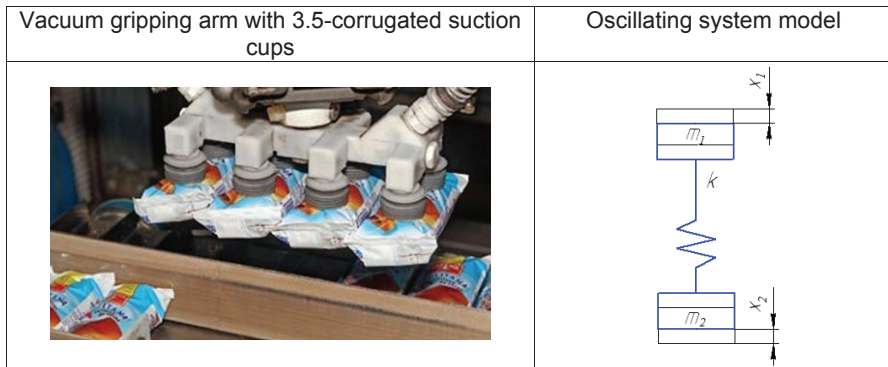 Vacuum gripping arm with 3.5-corrugated suction
cups
Oscillating system model
x₁
m₁
k
m₂
x₂